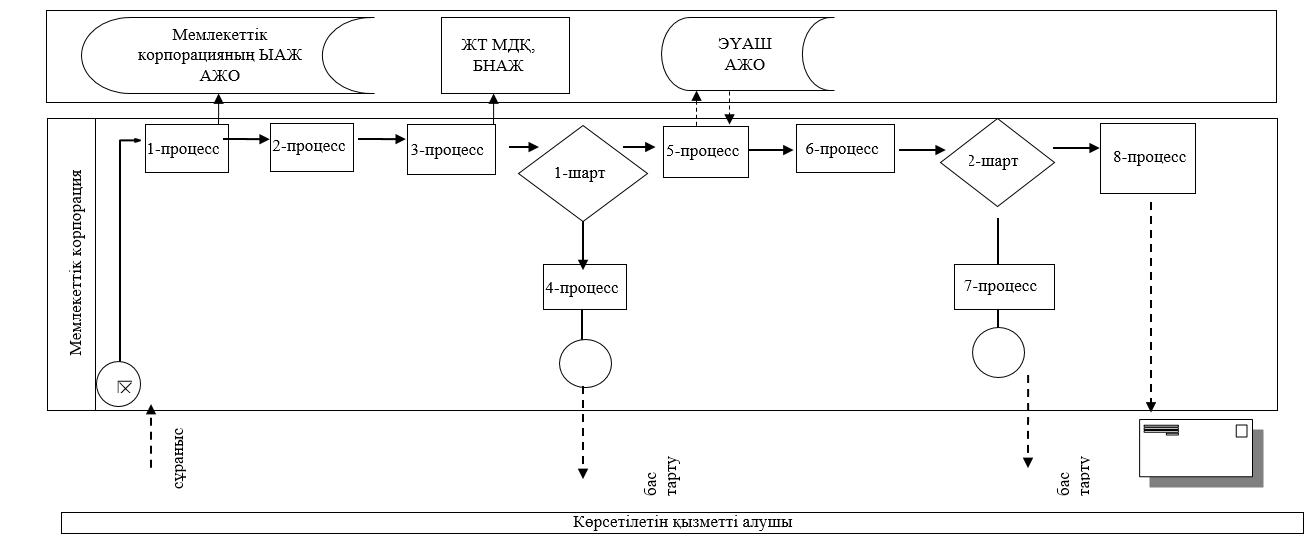 Мемлекеттік
корпорацияның ЫАЖ
АЖО
ЖТ МДҚ,
БНАЖ
ЭҮАШ
АЖО
Мемлекеттік корпорация
1-процесс
2-процесс
3-процесс
1-шарт
5-процесс
6-процесс
2-шарт
8-процесс
4-процесс
7-процесс
сұраныс
бас
тарту
бас
тарту
Көрсетілетін қызметті алушы